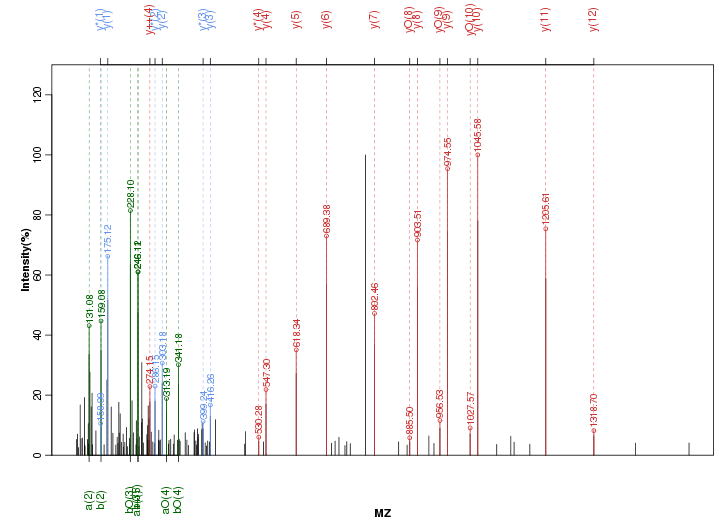 y*(1)
y(1)
y++(4)
y*(2)
y(2)
y*(3)
y(3)
y*(4)
y(4)
y(5)
y(6)
y(7)
yO(8)
y(8)
yO(9)
y(9)
yO(10)
y(10)
y(11)
y(12)
Intensity(%)
0
20
40
60
80
100
120
131.08
159.08
175.12
228.10
246.12
274.15
303.18
313.19
341.18
399.24
416.26
530.28
547.30
618.34
689.38
802.46
885.50
903.51
956.53
974.55
1027.57
1045.58
1205.61
1318.70
a(2)
b(2)
bO(3)
aO(4)
bO(4)
MZ